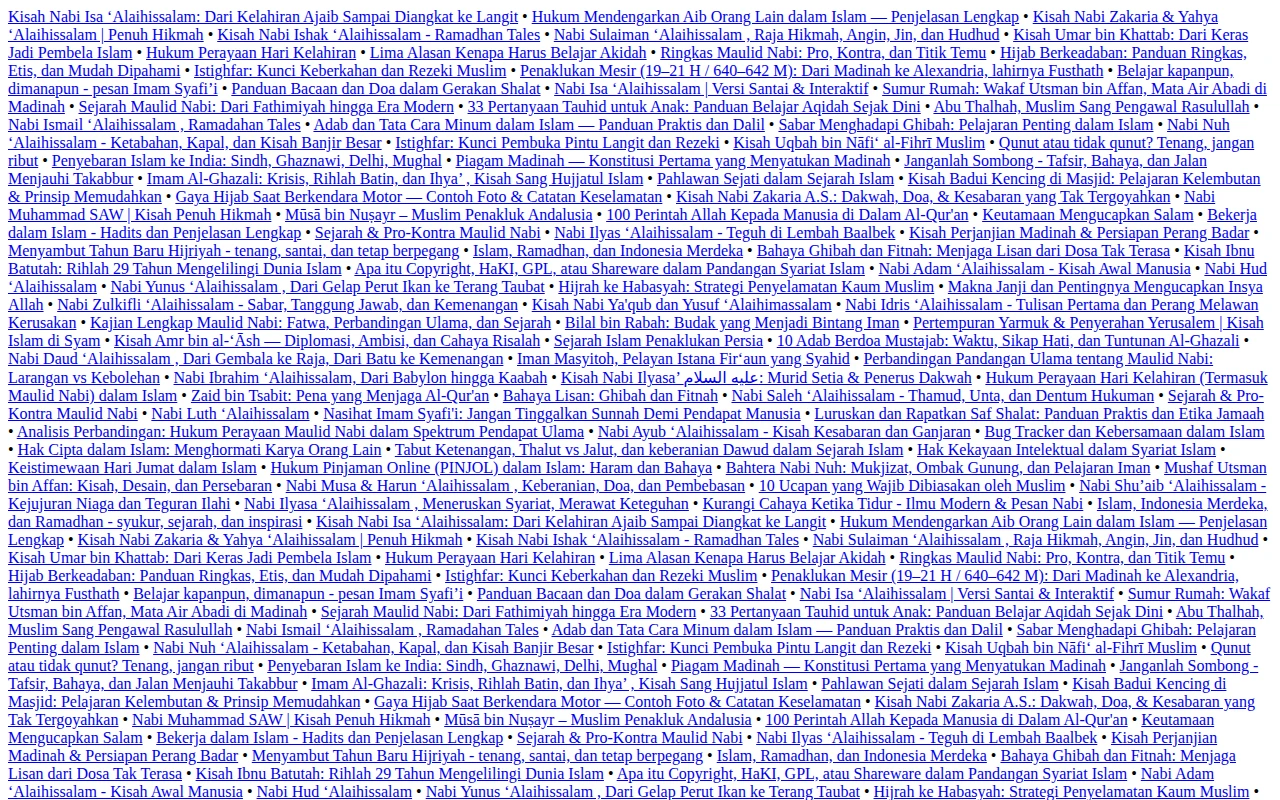 Kisah Nabi Isa ‘Alaihissalam: Dari Kelahiran Ajaib Sampai Diangkat ke Langit • Hukum Mendengarkan Aib Orang Lain dalam Islam — Penjelasan Lengkap • Kisah Nabi Zakaria & Yahya
‘Alaihissalam | Penuh Hikmah • Kisah Nabi Ishak ‘Alaihissalam - Ramadhan Tales • Nabi Sulaiman ‘Alaihissalam , Raja Hikmah, Angin, Jin, dan Hudhud • Kisah Umar bin Khattab: Dari Keras
Jadi Pembela Islam • Hukum Perayaan Hari Kelahiran • Lima Alasan Kenapa Harus Belajar Akidah • Ringkas Maulid Nabi: Pro, Kontra, dan Titik Temu • Hijab Berkeadaban: Panduan Ringkas,
Etis, dan Mudah Dipahami • Istighfar: Kunci Keberkahan dan Rezeki Muslim • Penaklukan Mesir (19–21 H / 640–642 M): Dari Madinah ke Alexandria, lahirnya Fusthath • Belajar kapanpun,
dimanapun - pesan Imam Syafi’i • Panduan Bacaan dan Doa dalam Gerakan Shalat • Nabi Isa ‘Alaihissalam | Versi Santai & Interaktif • Sumur Rumah: Wakaf Utsman bin Affan, Mata Air Abadi di
Madinah • Sejarah Maulid Nabi: Dari Fathimiyah hingga Era Modern • 33 Pertanyaan Tauhid untuk Anak: Panduan Belajar Aqidah Sejak Dini • Abu Thalhah, Muslim Sang Pengawal Rasulullah •
Nabi Ismail ‘Alaihissalam , Ramadahan Tales • Adab dan Tata Cara Minum dalam Islam — Panduan Praktis dan Dalil • Sabar Menghadapi Ghibah: Pelajaran Penting dalam Islam • Nabi Nuh
‘Alaihissalam - Ketabahan, Kapal, dan Kisah Banjir Besar • Istighfar: Kunci Pembuka Pintu Langit dan Rezeki • Kisah Uqbah bin Nāfi‘ al-Fihrī Muslim • Qunut atau tidak qunut? Tenang, jangan
ribut • Penyebaran Islam ke India: Sindh, Ghaznawi, Delhi, Mughal • Piagam Madinah — Konstitusi Pertama yang Menyatukan Madinah • Janganlah Sombong - Tafsir, Bahaya, dan Jalan
Menjauhi Takabbur • Imam Al-Ghazali: Krisis, Rihlah Batin, dan Ihya’ , Kisah Sang Hujjatul Islam • Pahlawan Sejati dalam Sejarah Islam • Kisah Badui Kencing di Masjid: Pelajaran Kelembutan
& Prinsip Memudahkan • Gaya Hijab Saat Berkendara Motor — Contoh Foto & Catatan Keselamatan • Kisah Nabi Zakaria A.S.: Dakwah, Doa, & Kesabaran yang Tak Tergoyahkan • Nabi
Muhammad SAW | Kisah Penuh Hikmah • Mūsā bin Nuṣayr – Muslim Penakluk Andalusia • 100 Perintah Allah Kepada Manusia di Dalam Al-Qur'an • Keutamaan Mengucapkan Salam • Bekerja
dalam Islam - Hadits dan Penjelasan Lengkap • Sejarah & Pro-Kontra Maulid Nabi • Nabi Ilyas ‘Alaihissalam - Teguh di Lembah Baalbek • Kisah Perjanjian Madinah & Persiapan Perang Badar •
Menyambut Tahun Baru Hijriyah - tenang, santai, dan tetap berpegang • Islam, Ramadhan, dan Indonesia Merdeka • Bahaya Ghibah dan Fitnah: Menjaga Lisan dari Dosa Tak Terasa • Kisah Ibnu
Batutah: Rihlah 29 Tahun Mengelilingi Dunia Islam • Apa itu Copyright, HaKI, GPL, atau Shareware dalam Pandangan Syariat Islam • Nabi Adam ‘Alaihissalam - Kisah Awal Manusia • Nabi Hud
‘Alaihissalam • Nabi Yunus ‘Alaihissalam , Dari Gelap Perut Ikan ke Terang Taubat • Hijrah ke Habasyah: Strategi Penyelamatan Kaum Muslim • Makna Janji dan Pentingnya Mengucapkan Insya
Allah • Nabi Zulkifli ‘Alaihissalam - Sabar, Tanggung Jawab, dan Kemenangan • Kisah Nabi Ya'qub dan Yusuf ‘Alaihimassalam • Nabi Idris ‘Alaihissalam - Tulisan Pertama dan Perang Melawan
Kerusakan • Kajian Lengkap Maulid Nabi: Fatwa, Perbandingan Ulama, dan Sejarah • Bilal bin Rabah: Budak yang Menjadi Bintang Iman • Pertempuran Yarmuk & Penyerahan Yerusalem | Kisah
Islam di Syam • Kisah Amr bin al-‘Āsh — Diplomasi, Ambisi, dan Cahaya Risalah • Sejarah Islam Penaklukan Persia • 10 Adab Berdoa Mustajab: Waktu, Sikap Hati, dan Tuntunan Al-Ghazali •
Nabi Daud ‘Alaihissalam , Dari Gembala ke Raja, Dari Batu ke Kemenangan • Iman Masyitoh, Pelayan Istana Fir‘aun yang Syahid • Perbandingan Pandangan Ulama tentang Maulid Nabi:
Larangan vs Kebolehan • Nabi Ibrahim ‘Alaihissalam, Dari Babylon hingga Kaabah • Kisah Nabi Ilyasa’ عليه السلام: Murid Setia & Penerus Dakwah • Hukum Perayaan Hari Kelahiran (Termasuk
Maulid Nabi) dalam Islam • Zaid bin Tsabit: Pena yang Menjaga Al-Qur'an • Bahaya Lisan: Ghibah dan Fitnah • Nabi Saleh ‘Alaihissalam - Thamud, Unta, dan Dentum Hukuman • Sejarah & Pro-
Kontra Maulid Nabi • Nabi Luth ‘Alaihissalam • Nasihat Imam Syafi'i: Jangan Tinggalkan Sunnah Demi Pendapat Manusia • Luruskan dan Rapatkan Saf Shalat: Panduan Praktis dan Etika Jamaah
• Analisis Perbandingan: Hukum Perayaan Maulid Nabi dalam Spektrum Pendapat Ulama • Nabi Ayub ‘Alaihissalam - Kisah Kesabaran dan Ganjaran • Bug Tracker dan Kebersamaan dalam Islam
• Hak Cipta dalam Islam: Menghormati Karya Orang Lain • Tabut Ketenangan, Thalut vs Jalut, dan keberanian Dawud dalam Sejarah Islam • Hak Kekayaan Intelektual dalam Syariat Islam •
Keistimewaan Hari Jumat dalam Islam • Hukum Pinjaman Online (PINJOL) dalam Islam: Haram dan Bahaya • Bahtera Nabi Nuh: Mukjizat, Ombak Gunung, dan Pelajaran Iman • Mushaf Utsman
bin Affan: Kisah, Desain, dan Persebaran • Nabi Musa & Harun ‘Alaihissalam , Keberanian, Doa, dan Pembebasan • 10 Ucapan yang Wajib Dibiasakan oleh Muslim • Nabi Shu’aib ‘Alaihissalam -
Kejujuran Niaga dan Teguran Ilahi • Nabi Ilyasa ‘Alaihissalam , Meneruskan Syariat, Merawat Keteguhan • Kurangi Cahaya Ketika Tidur - Ilmu Modern & Pesan Nabi • Islam, Indonesia Merdeka,
dan Ramadhan - syukur, sejarah, dan inspirasi • Kisah Nabi Isa ‘Alaihissalam: Dari Kelahiran Ajaib Sampai Diangkat ke Langit • Hukum Mendengarkan Aib Orang Lain dalam Islam — Penjelasan
Lengkap • Kisah Nabi Zakaria & Yahya ‘Alaihissalam | Penuh Hikmah • Kisah Nabi Ishak ‘Alaihissalam - Ramadhan Tales • Nabi Sulaiman ‘Alaihissalam , Raja Hikmah, Angin, Jin, dan Hudhud •
Kisah Umar bin Khattab: Dari Keras Jadi Pembela Islam • Hukum Perayaan Hari Kelahiran • Lima Alasan Kenapa Harus Belajar Akidah • Ringkas Maulid Nabi: Pro, Kontra, dan Titik Temu •
Hijab Berkeadaban: Panduan Ringkas, Etis, dan Mudah Dipahami • Istighfar: Kunci Keberkahan dan Rezeki Muslim • Penaklukan Mesir (19–21 H / 640–642 M): Dari Madinah ke Alexandria,
lahirnya Fusthath • Belajar kapanpun, dimanapun - pesan Imam Syafi’i • Panduan Bacaan dan Doa dalam Gerakan Shalat • Nabi Isa ‘Alaihissalam | Versi Santai & Interaktif • Sumur Rumah: Wakaf
Utsman bin Affan, Mata Air Abadi di Madinah • Sejarah Maulid Nabi: Dari Fathimiyah hingga Era Modern • 33 Pertanyaan Tauhid untuk Anak: Panduan Belajar Aqidah Sejak Dini • Abu Thalhah,
Muslim Sang Pengawal Rasulullah • Nabi Ismail ‘Alaihissalam , Ramadahan Tales • Adab dan Tata Cara Minum dalam Islam — Panduan Praktis dan Dalil • Sabar Menghadapi Ghibah: Pelajaran
Penting dalam Islam • Nabi Nuh ‘Alaihissalam - Ketabahan, Kapal, dan Kisah Banjir Besar • Istighfar: Kunci Pembuka Pintu Langit dan Rezeki • Kisah Uqbah bin Nāfi‘ al-Fihrī Muslim • Qunut
atau tidak qunut? Tenang, jangan ribut • Penyebaran Islam ke India: Sindh, Ghaznawi, Delhi, Mughal • Piagam Madinah — Konstitusi Pertama yang Menyatukan Madinah • Janganlah Sombong -
Tafsir, Bahaya, dan Jalan Menjauhi Takabbur • Imam Al-Ghazali: Krisis, Rihlah Batin, dan Ihya’ , Kisah Sang Hujjatul Islam • Pahlawan Sejati dalam Sejarah Islam • Kisah Badui Kencing di
Masjid: Pelajaran Kelembutan & Prinsip Memudahkan • Gaya Hijab Saat Berkendara Motor — Contoh Foto & Catatan Keselamatan • Kisah Nabi Zakaria A.S.: Dakwah, Doa, & Kesabaran yang
Tak Tergoyahkan • Nabi Muhammad SAW | Kisah Penuh Hikmah • Mūsā bin Nuṣayr – Muslim Penakluk Andalusia • 100 Perintah Allah Kepada Manusia di Dalam Al-Qur'an • Keutamaan
Mengucapkan Salam • Bekerja dalam Islam - Hadits dan Penjelasan Lengkap • Sejarah & Pro-Kontra Maulid Nabi • Nabi Ilyas ‘Alaihissalam - Teguh di Lembah Baalbek • Kisah Perjanjian
Madinah & Persiapan Perang Badar • Menyambut Tahun Baru Hijriyah - tenang, santai, dan tetap berpegang • Islam, Ramadhan, dan Indonesia Merdeka • Bahaya Ghibah dan Fitnah: Menjaga
Lisan dari Dosa Tak Terasa • Kisah Ibnu Batutah: Rihlah 29 Tahun Mengelilingi Dunia Islam • Apa itu Copyright, HaKI, GPL, atau Shareware dalam Pandangan Syariat Islam • Nabi Adam
‘Alaihissalam - Kisah Awal Manusia • Nabi Hud ‘Alaihissalam • Nabi Yunus ‘Alaihissalam , Dari Gelap Perut Ikan ke Terang Taubat • Hijrah ke Habasyah: Strategi Penyelamatan Kaum Muslim •